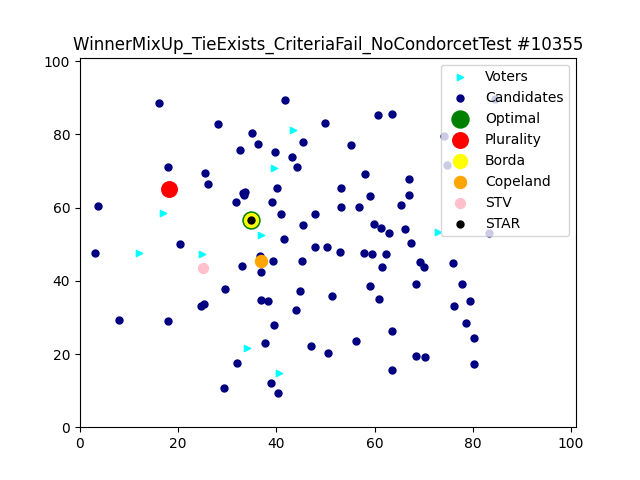 WinnerMixUp_TieExists_CriteriaFail_NoCondorcetTest #10355
100
80
60
40
20
0
0 20 40 60 80 100
Voters
Candidates
Optimal
Plurality
Borda
Copeland
STV
STAR